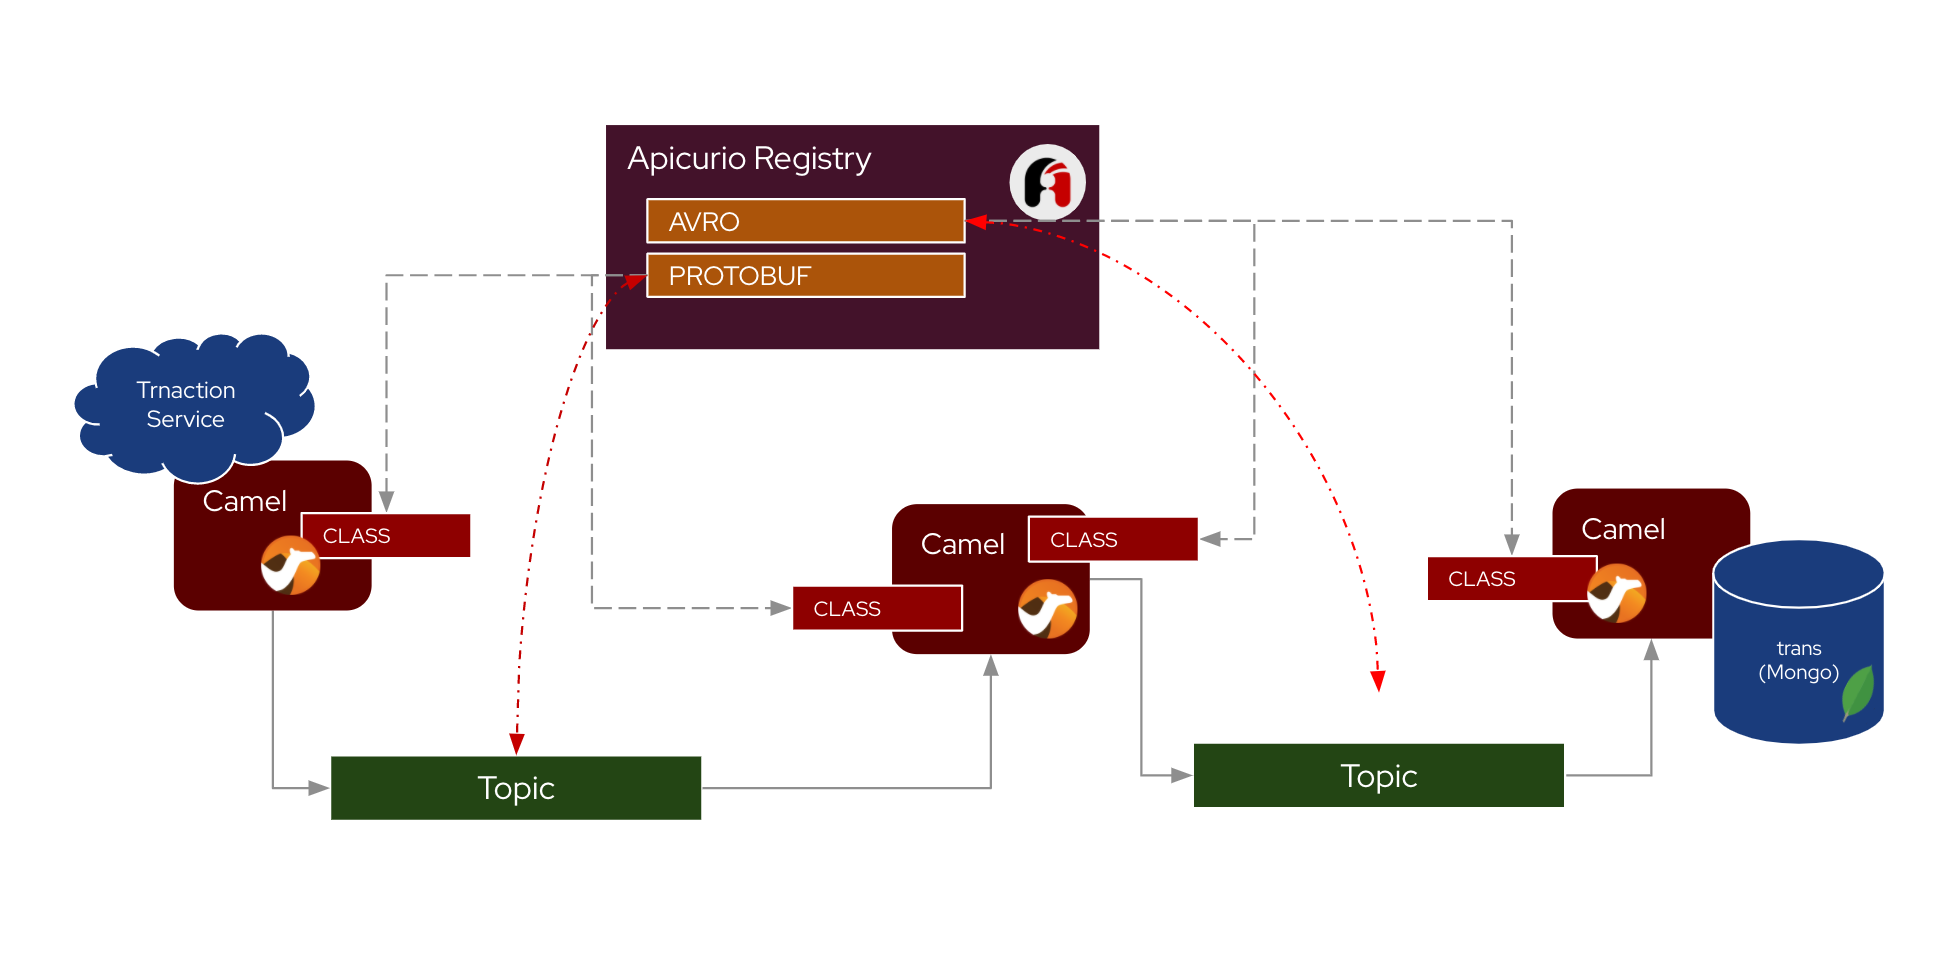 Apicurio Registry
AVRO
PROTOBUF
Trnaction
Service
Camel
CLASS
Camel
CLASS
CLASS
Camel
CLASS
trans
(Mongo)
Topic
Topic